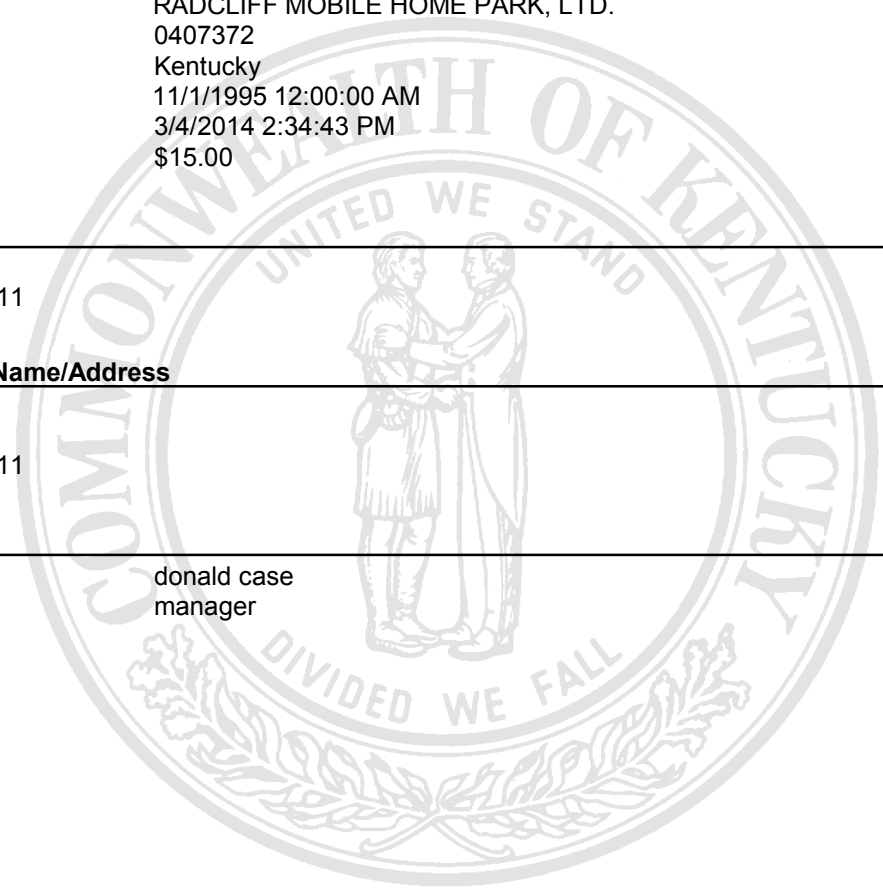 RADCLIFF MOBILE HOME PARK, LTD.
0407372
Kentucky
11/1/1995 12:00:00 AM
3/4/2014 2:34:43 PM
$15.00
COMMONWEALTH OF KENTUCKY
UNITED WE STAND
11
Name/Address
11
donald case
manager
DIVIDED WE FALL